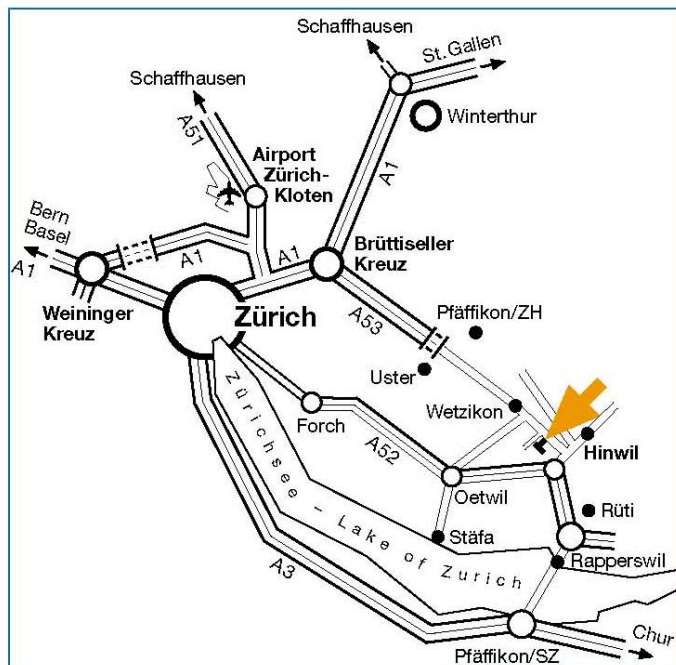 Schaffhausen
St.Gallen
Schaffhausen
Winterthur
A51
Airport
Zürich-
Kloten
A1
Bern
Basel
A1
A1
A1
Brüttiseller
Kreuz
Weininger
Kreuz
Zürich
A53
Pfäffikon/ZH
Uster
Wetzikon
Forch
A52
Hinwil
Oetwil
Rüti
Stäfa
Zürichsee – Lake of Zurich
Rapperswil
A3
Pfäffikon/SZ
Chur